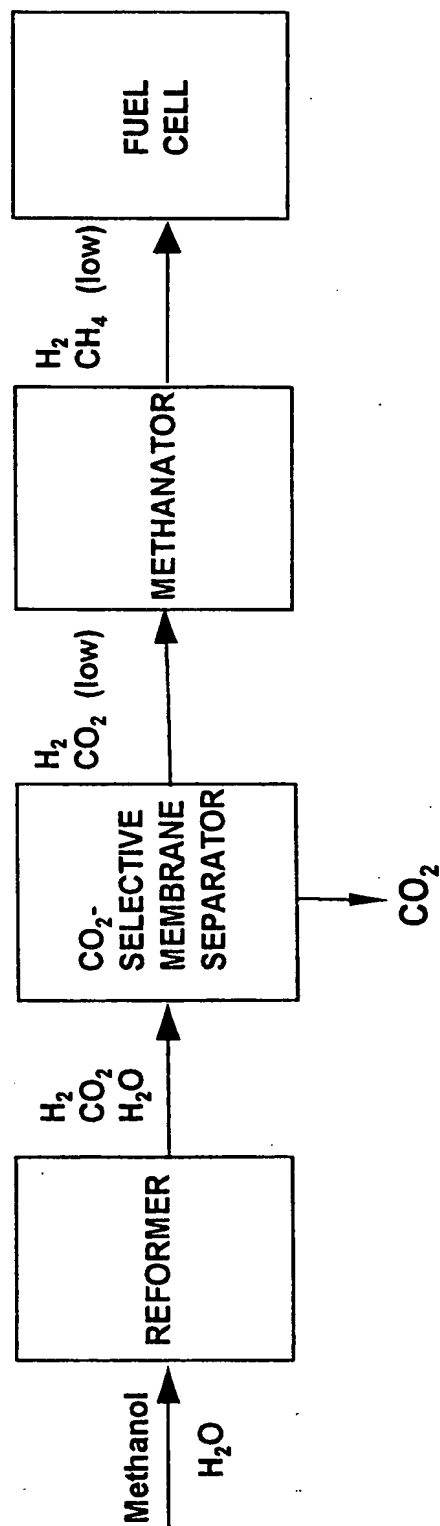 Methanol
H₂O
REFORMER
H₂
CO₂
H₂O
CO₂-
SELECTIVE
MEMBRANE
SEPARATOR
CO₂
H₂
CO₂ (low)
METHANATOR
H₂
CH₄ (low)
FUEL
CELL